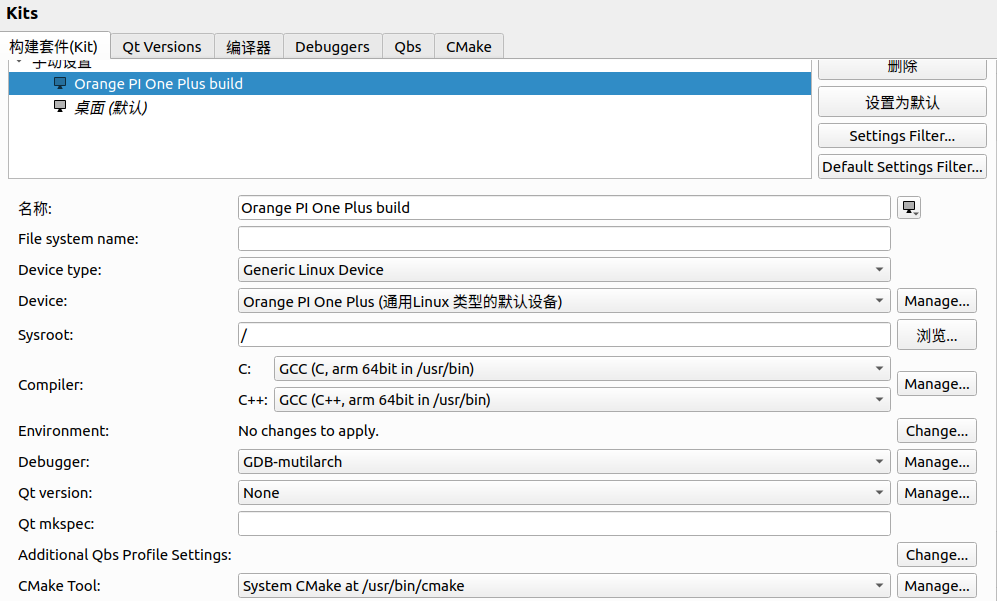 Kits
构建套件(Kit) Qt Versions 编译器 Debuggers Qbs CMake
手动设置
Orange PI One Plus build
桌面 (默认)
删除
设置为默认
Settings Filter...
Default Settings Filter...
名称: Orange PI One Plus build
File system name:
Device type: Generic Linux Device
Device: Orange PI One Plus (通用Linux 类型的默认设备) Manage...
Sysroot: / 浏览...
Compiler: C: GCC (C, arm 64bit in /usr/bin) Manage...
C++: GCC (C++, arm 64bit in /usr/bin)
Environment: No changes to apply. Change...
Debugger: GDB-mutilarch Manage...
Qt version: None Manage...
Qt mkspec:
Additional Qbs Profile Settings: Change...
CMake Tool: System CMake at /usr/bin/cmake Manage...